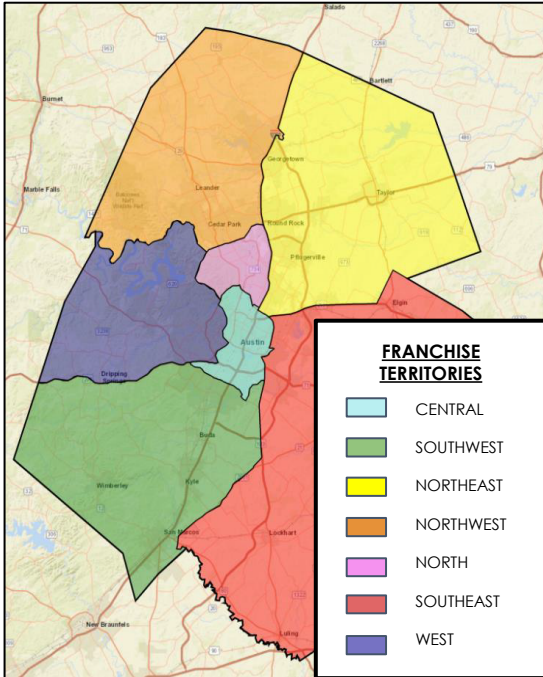 Salado
Bartlett
Burnet
Georgetown
Marble Falls
Leander
Taylor
Cedar Park
Round Rock
Pflugerville
Elgin
Austin
Dripping
Springs
Buda
Wimberley
Kyle
San Marcos
Lockhart
New Braunfels
Luling
FRANCHISE
TERRITORIES
CENTRAL
SOUTHWEST
NORTHEAST
NORTHWEST
NORTH
SOUTHEAST
WEST